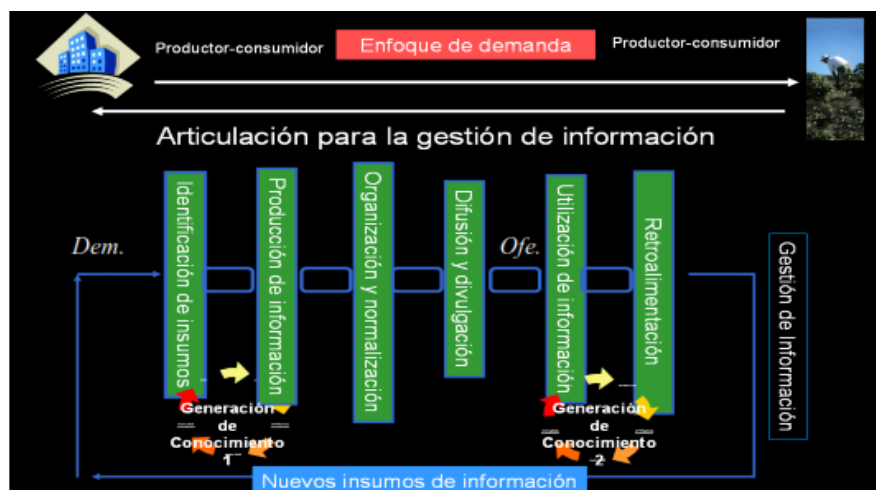 Productor-consumidor
Enfoque de demanda
Productor-consumidor
Articulación para la gestión de información
Dem.
Identificación de insumos
Producción de información
Organización y normalización
Difusión y divulgación
Ofe.
Utilización de información
Retroalimentación
Gestión de Información
Generación
de
Conocimiento
1
Generación
de
Conocimiento
2
Nuevos insumos de información